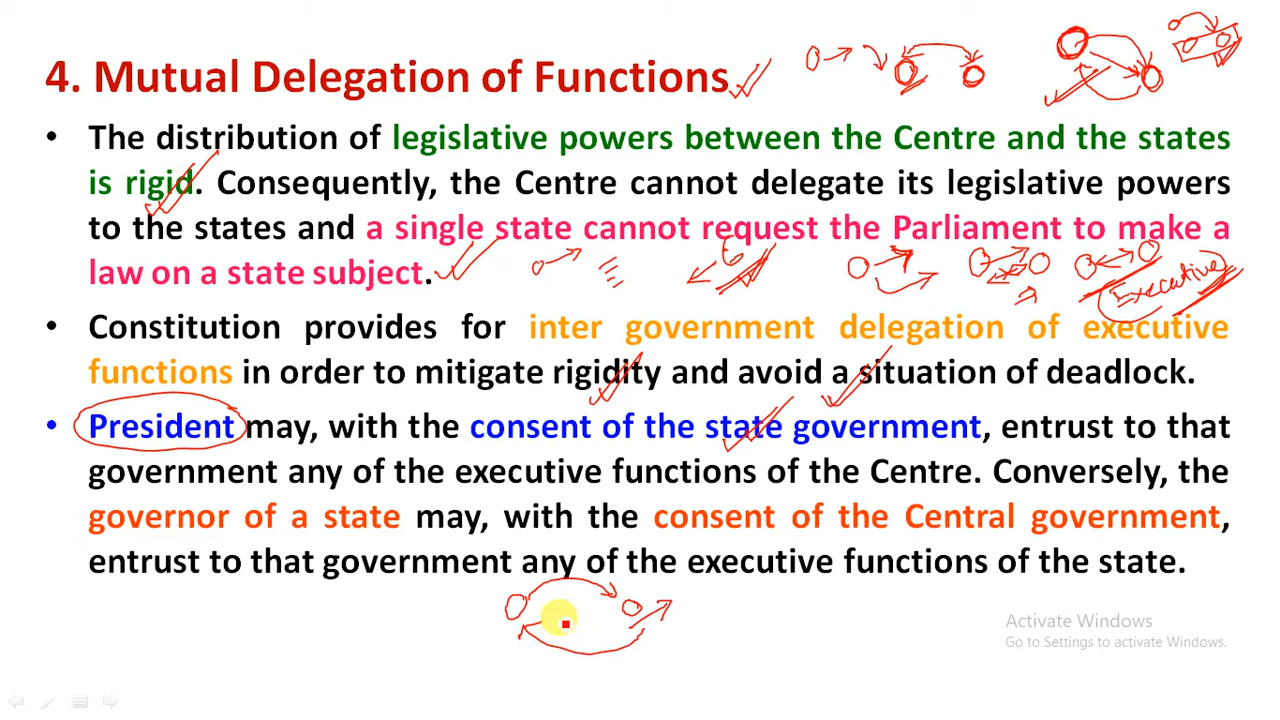 4. Mutual Delegation of Functions
• The distribution of legislative powers between the Centre and the states
is rigid. Consequently, the Centre cannot delegate its legislative powers
to the states and a single state cannot request the Parliament to make a
law on a state subject.
Executive
• Constitution provides for inter government delegation of executive
functions in order to mitigate rigidity and avoid a situation of deadlock.
• President may, with the consent of the state government, entrust to that
government any of the executive functions of the Centre. Conversely, the
governor of a state may, with the consent of the Central government,
entrust to that government any of the executive functions of the state.
Activate Windows
Go to Settings to activate Windows.